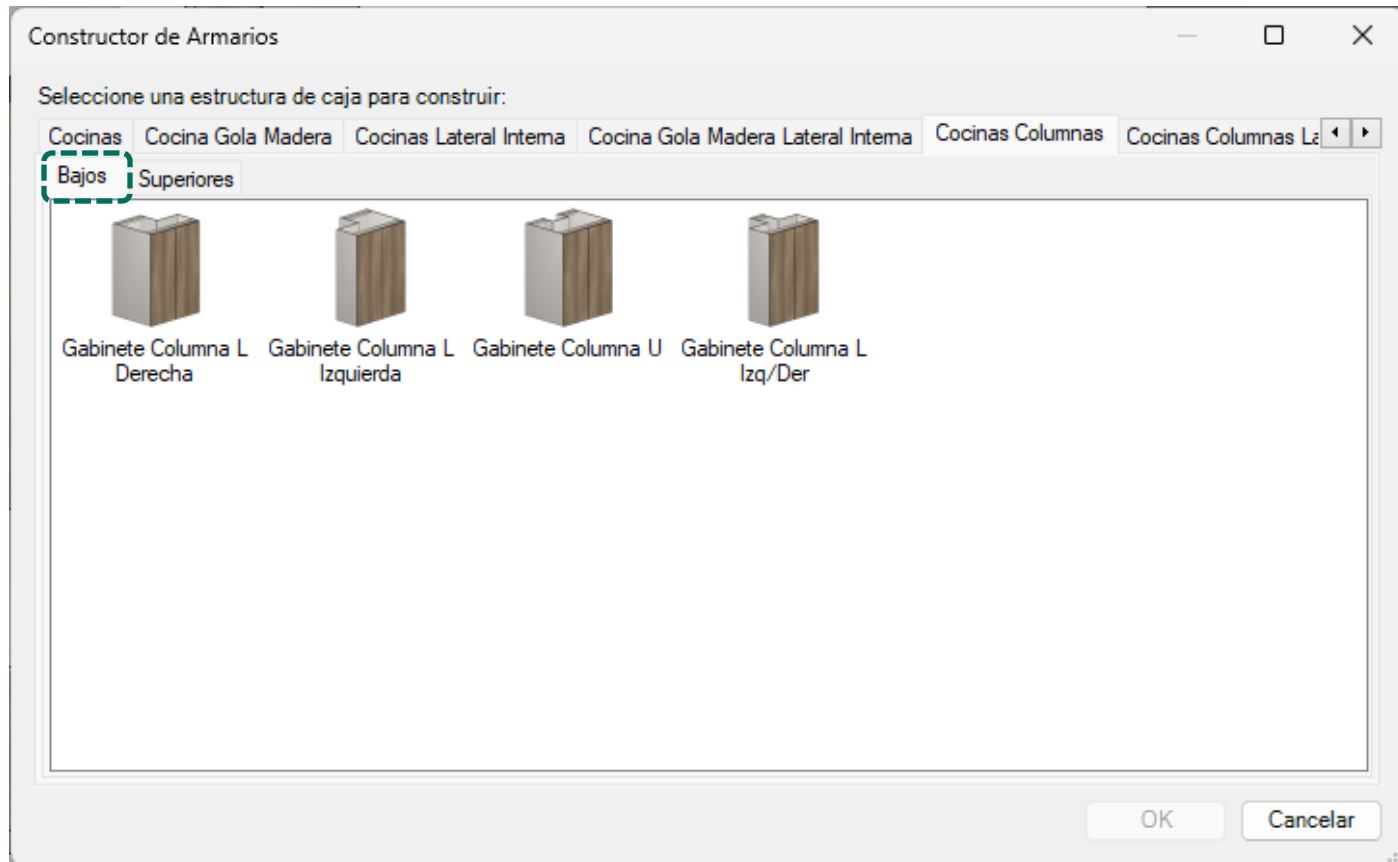 Constructor de Armarios
Seleccione una estructura de caja para construir:
Cocinas Cocina Gola Madera Cocinas Lateral Interna Cocina Gola Madera Lateral Interna Cocinas Columnas Cocinas Columnas
Bajos Superiores
Gabinete Columna L Gabinete Columna L Gabinete Columna U Gabinete Columna L
Derecha Izquierda Izq/Der
OK Cancelar